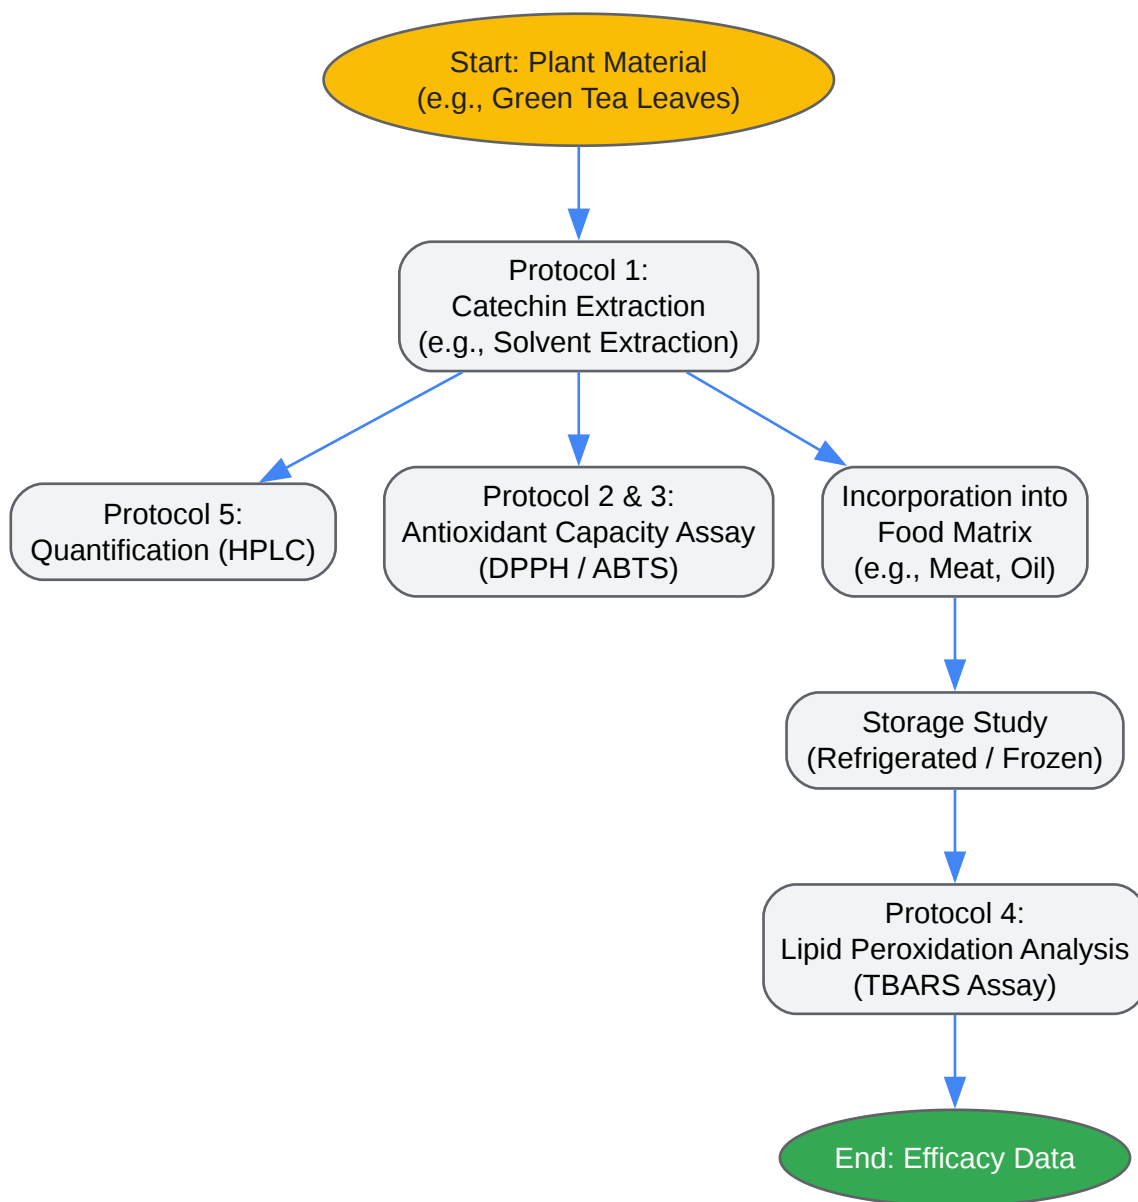 Start: Plant Material
(e.g., Green Tea Leaves)
Protocol 1:
Catechin Extraction
(e.g., Solvent Extraction)
Protocol 5:
Quantification (HPLC)
Protocol 2 & 3:
Antioxidant Capacity Assay
(DPPH / ABTS)
Incorporation into
Food Matrix
(e.g., Meat, Oil)
Storage Study
(Refrigerated / Frozen)
Protocol 4:
Lipid Peroxidation Analysis
(TBARS Assay)
End: Efficacy Data